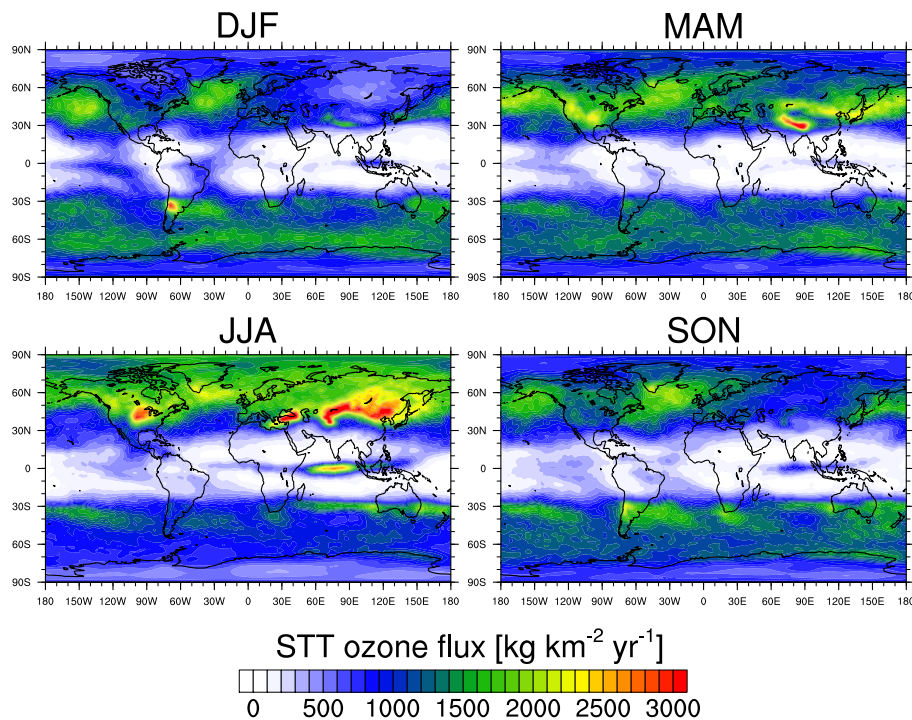 DJF MAM
90N 90N
60N 60N
30N 30N
0 0
30S 30S
60S 60S
90S 90S
180 150W 120W 90W 60W 30W 0 30E 60E 90E 120E 150E 180 180 150W 120W 90W 60W 30W 0 30E 60E 90E 120E 150E 180
JJA SON
90N 90N
60N 60N
30N 30N
0 0
30S 30S
60S 60S
90S 90S
180 150W 120W 90W 60W 30W 0 30E 60E 90E 120E 150E 180 180 150W 120W 90W 60W 30W 0 30E 60E 90E 120E 150E 180
STT ozone flux [kg km⁻² yr⁻¹]
0 500 1000 1500 2000 2500 3000